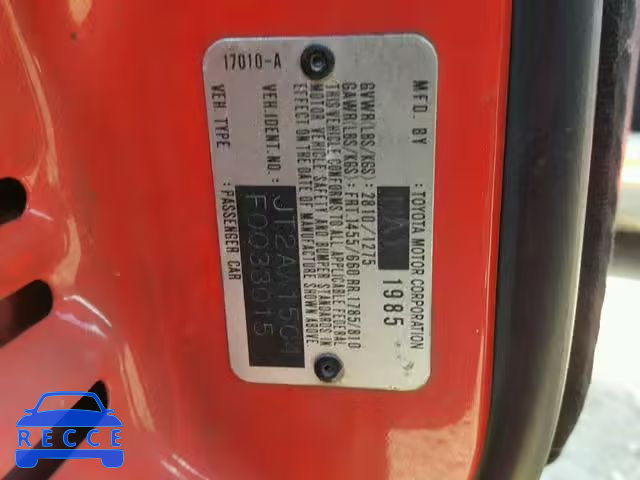 MFD. BY : TOYOTA MOTOR CORPORATION
MAY 1985
GVWR(LBS/KGS): 2810/1275
GAWR(LBS/KGS): FRT 1455/660 RR 1785/810
THIS VEHICLE CONFORMS TO ALL APPLICABLE FEDERAL
MOTOR VEHICLE SAFETY AND BUMPER STANDARDS IN
EFFECT ON THE DATE OF MANUFACTURE SHOWN ABOVE.
VEH.IDENT.NO.: JT2AW15C4
F0033015
VEH. TYPE : PASSENGER CAR
17010-A
RECCE